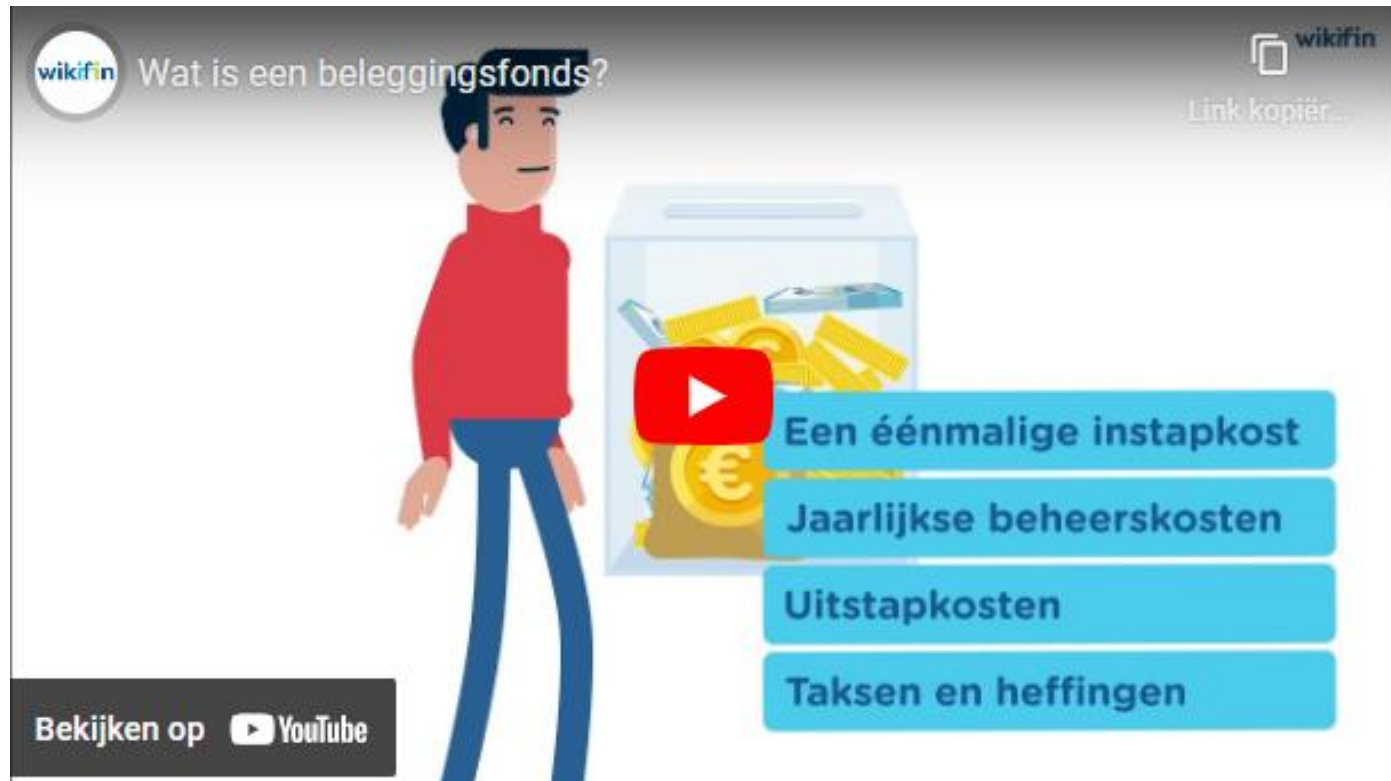 wikifin
Wat is een beleggingsfonds?
wikifin
Link kopiër...
Een éénmalige instapkost
Jaarlijkse beheerskosten
Uitstapkosten
Taksen en heffingen
Bekijken op YouTube